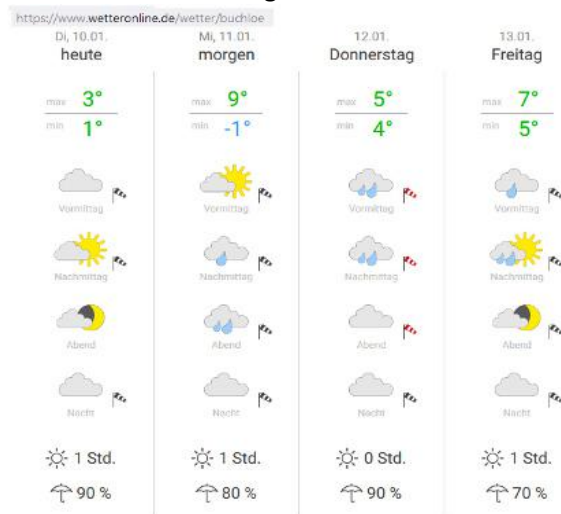 https://www.wetteronline.de/wetter/buchloe
Di, 10.01.
heute
max 3°
min 1°
Vormittag
Nachmittag
Abend
Nacht
1 Std.
90 %
Mi, 11.01.
morgen
max 9°
min -1°
Vormittag
Nachmittag
Abend
Nacht
1 Std.
80 %
12.01.
Donnerstag
max 5°
min 4°
Vormittag
Nachmittag
Abend
Nacht
0 Std.
90 %
13.01.
Freitag
max 7°
min 5°
Vormittag
Nachmittag
Abend
Nacht
1 Std.
70 %